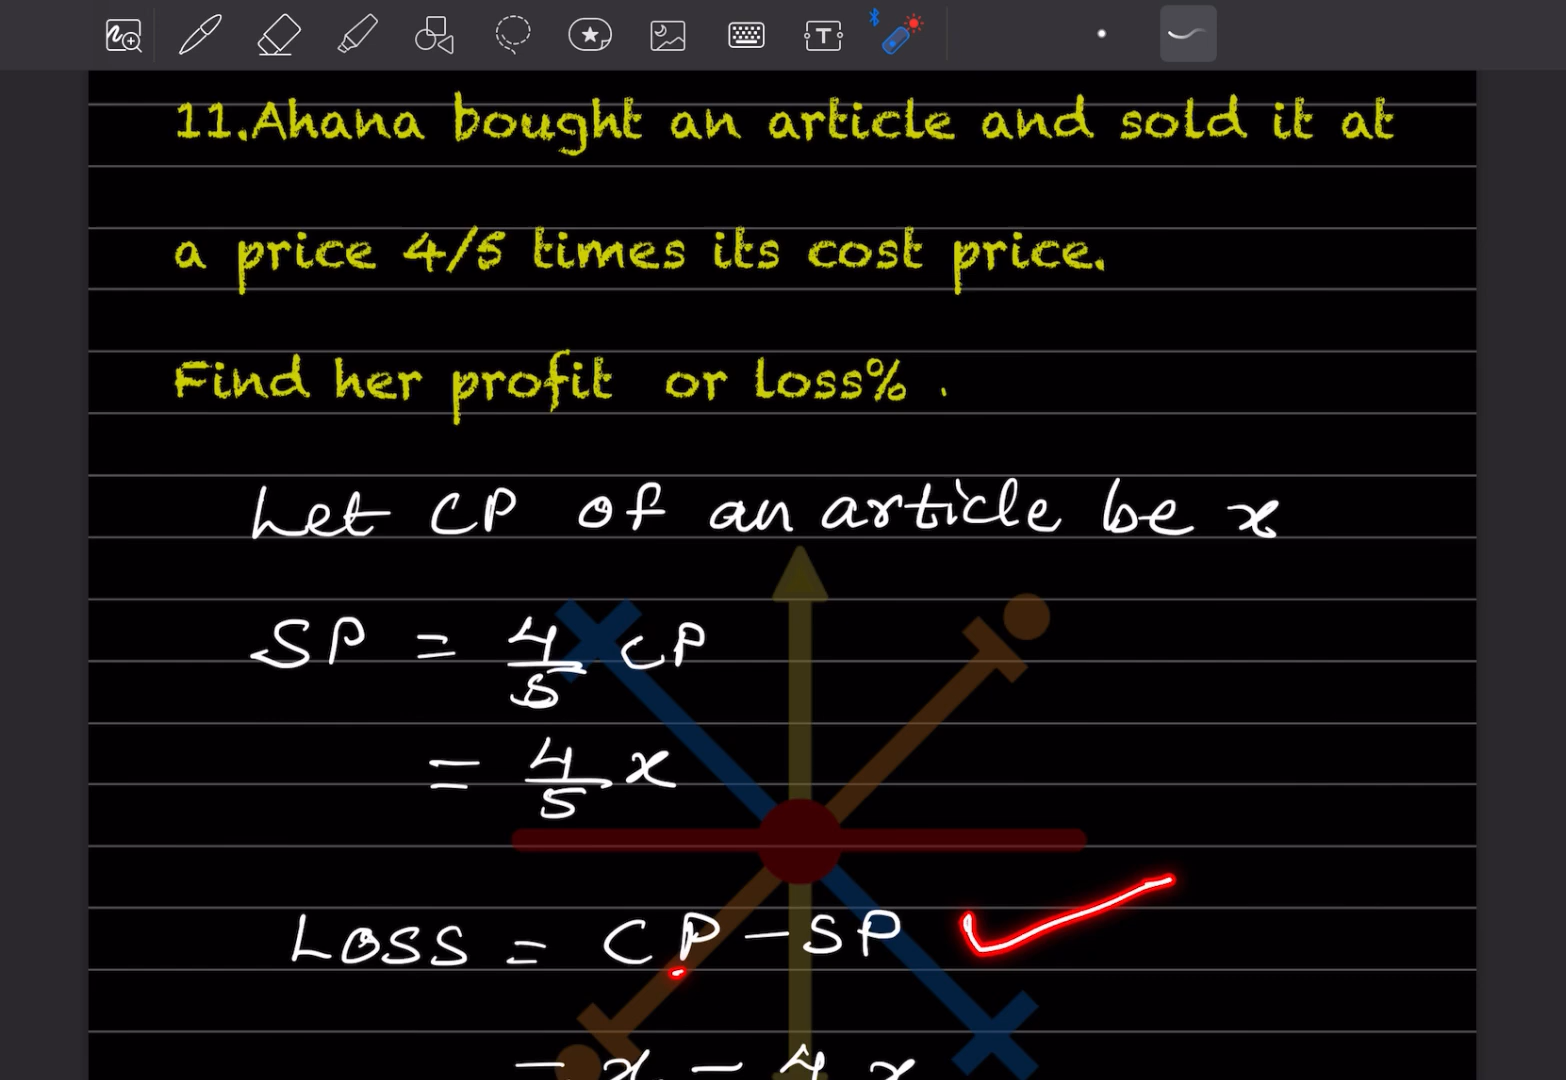 11.Ahana bought an article and sold it at
a price 4/5 times its cost price.
Find her profit or loss% .
Let CP of an article be x
SP = 4/5 CP
= 4/5 x
Loss = CP - SP
= x - 4 x